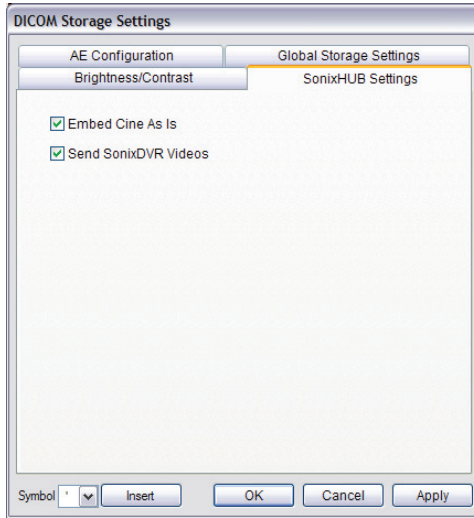 DICOM Storage Settings
AE Configuration Global Storage Settings
Brightness/Contrast SonixHUB Settings
Embed Cine As Is
Send SonixDVR Videos
Symbol ' Insert OK Cancel Apply